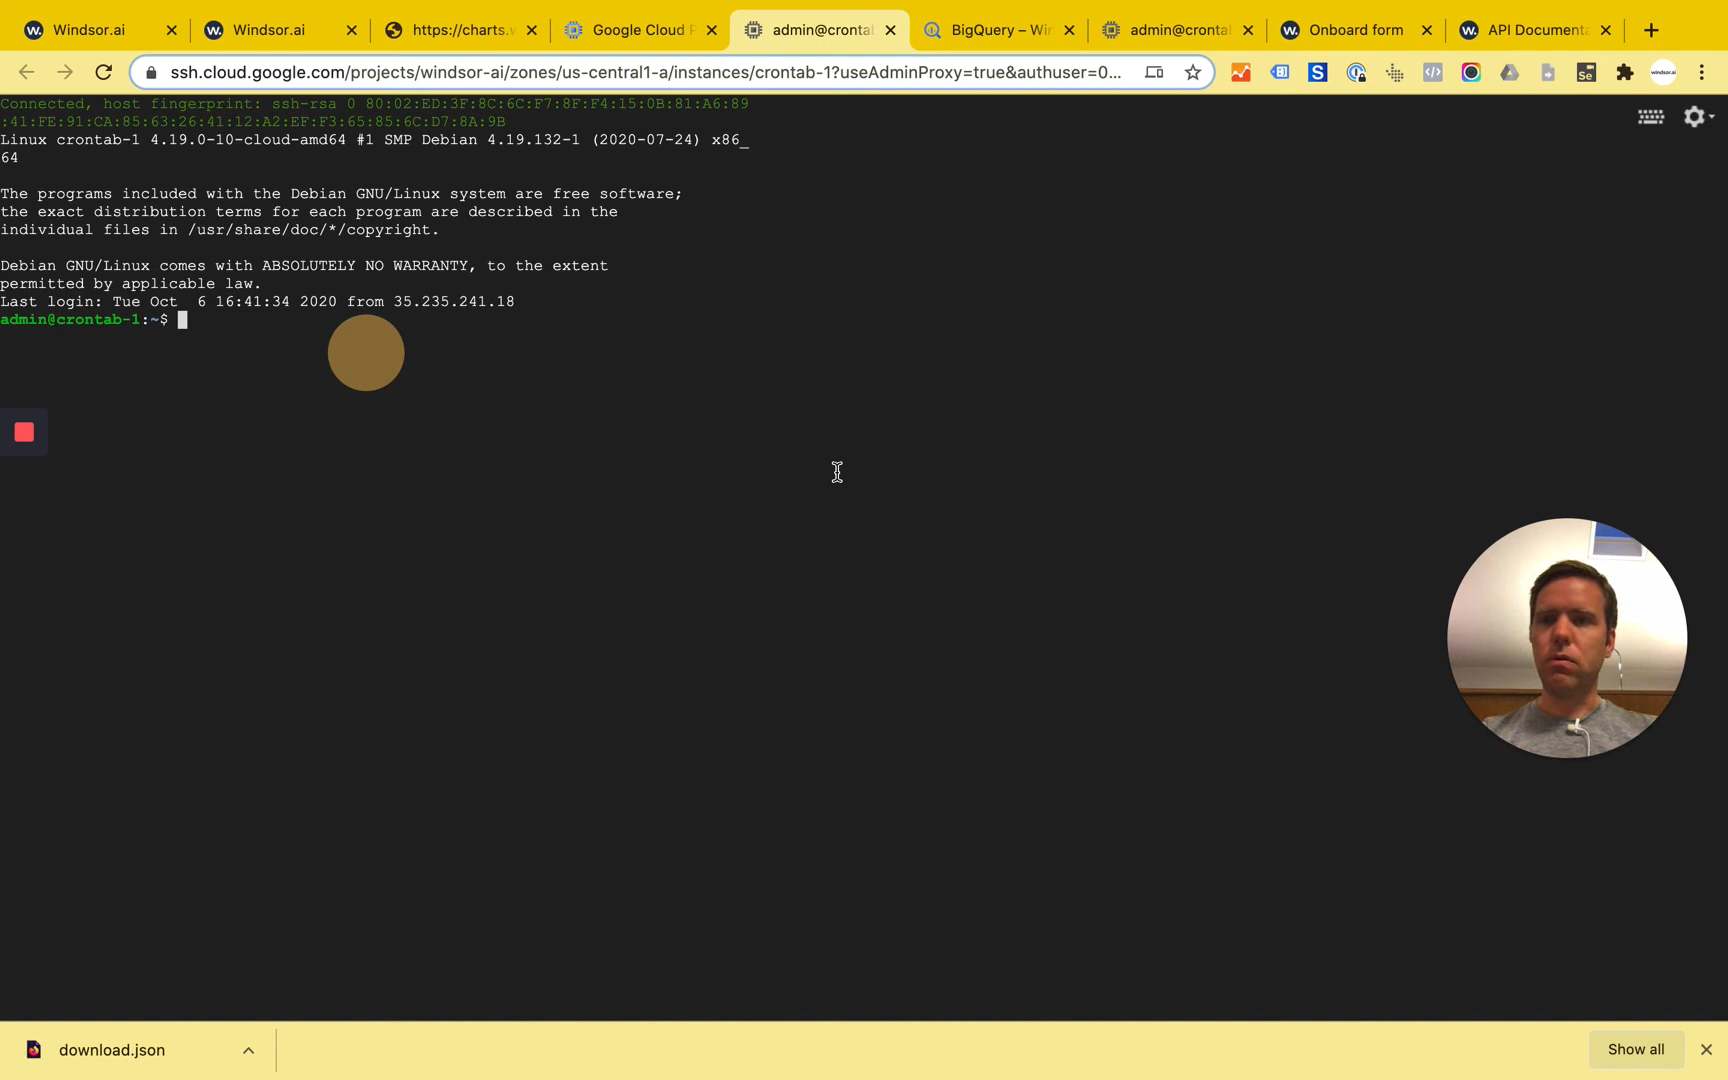 Windsor.ai
Windsor.ai
https://charts.
Google Cloud P
admin@cronta
BigQuery – Wi
admin@cronta
Onboard form
API Documenta
ssh.cloud.google.com/projects/windsor-ai/zones/us-central1-a/instances/crontab-1?useAdminProxy=true&authuser=0...
Connected, host fingerprint: ssh-rsa 0 80:02:ED:3F:8C:6C:F7:8F:F4:15:0B:81:A6:89
:41:FE:91:CA:85:63:26:41:12:A2:EF:F3:65:85:6C:D7:8A:9B
Linux crontab-1 4.19.0-10-cloud-amd64 #1 SMP Debian 4.19.132-1 (2020-07-24) x86_
64
The programs included with the Debian GNU/Linux system are free software;
the exact distribution terms for each program are described in the
individual files in /usr/share/doc/*/copyright.
Debian GNU/Linux comes with ABSOLUTELY NO WARRANTY, to the extent
permitted by applicable law.
Last login: Tue Oct  6 16:41:34 2020 from 35.235.241.18
admin@crontab-1:~$
download.json
Show all